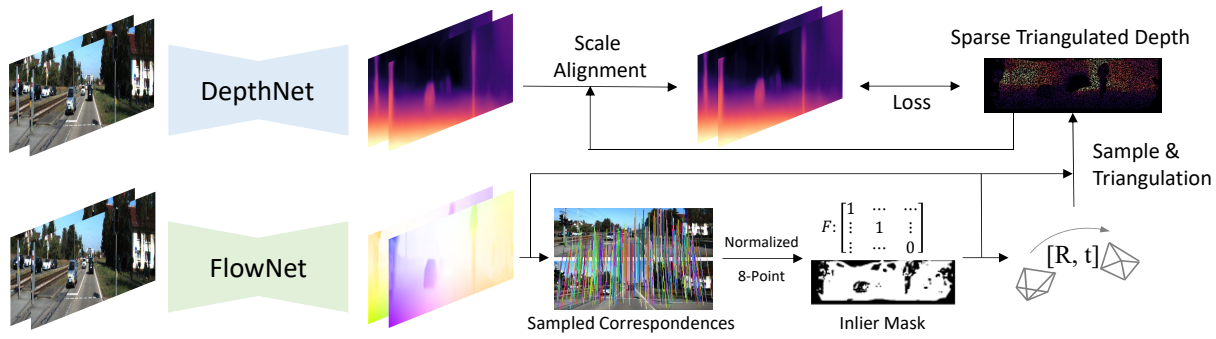 DepthNet
Scale
Alignment
Loss
Sparse Triangulated Depth
Sample &
Triangulation
FlowNet
Sampled Correspondences
Normalized
8-Point
F: [1 ⋯ ⋯
⋮ 1 ⋮
⋮ ⋯ 0]
Inlier Mask
[R, t]